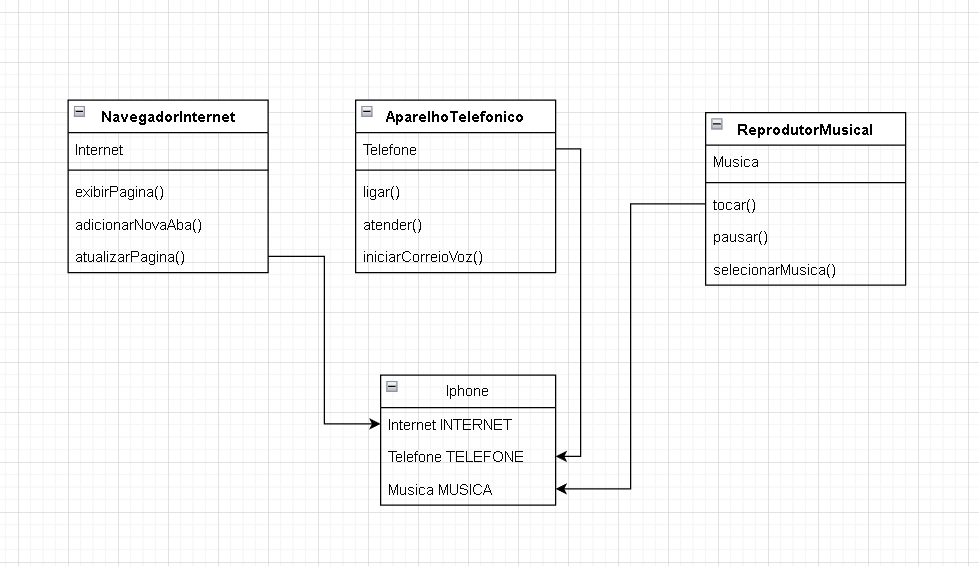 NavegadorInternet
Internet
exibirPagina()
adicionarNovaAba()
atualizarPagina()
AparelhoTelefonico
Telefone
ligar()
atender()
iniciarCorreioVoz()
ReprodutorMusical
Musica
tocar()
pausar()
selecionarMusica()
Iphone
Internet INTERNET
Telefone TELEFONE
Musica MUSICA